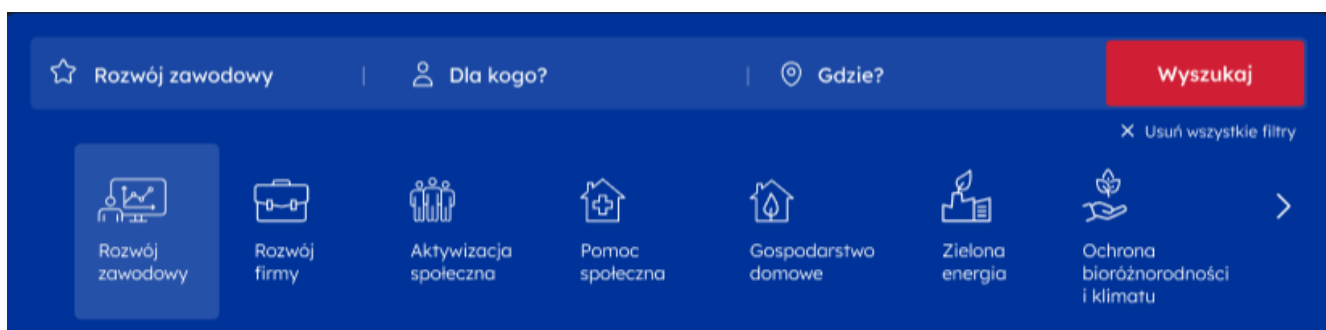 Rozwój zawodowy
Dla kogo?
Gdzie?
Wyszukaj
Usuń wszystkie filtry
Rozwój
zawodowy
Rozwój
firmy
Aktywizacja
społeczna
Pomoc
społeczna
Gospodarstwo
domowe
Zielona
energia
Ochrona
bioróżnorodności
i klimatu